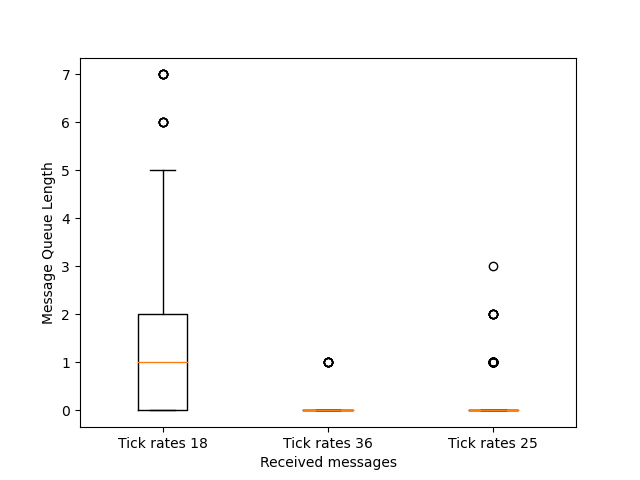 Message Queue Length
7
6
5
4
3
2
1
0
Tick rates 18 Tick rates 36 Tick rates 25
Received messages